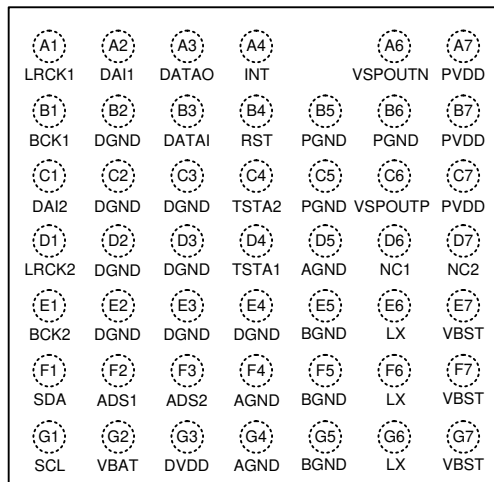 A1 A2 A3 A4 A6 A7
LRCK1 DAI1 DATAO INT VSPOUTN PVDD
B1 B2 B3 B4 B5 B6 B7
BCK1 DGND DATAI RST PGND PGND PVDD
C1 C2 C3 C4 C5 C6 C7
DAI2 DGND DGND TSTA2 PGND VSPOUTP PVDD
D1 D2 D3 D4 D5 D6 D7
LRCK2 DGND DGND TSTA1 AGND NC1 NC2
E1 E2 E3 E4 E5 E6 E7
BCK2 DGND DGND DGND BGND LX VBST
F1 F2 F3 F4 F5 F6 F7
SDA ADS1 ADS2 AGND BGND LX VBST
G1 G2 G3 G4 G5 G6 G7
SCL VBAT DVDD AGND BGND LX VBST